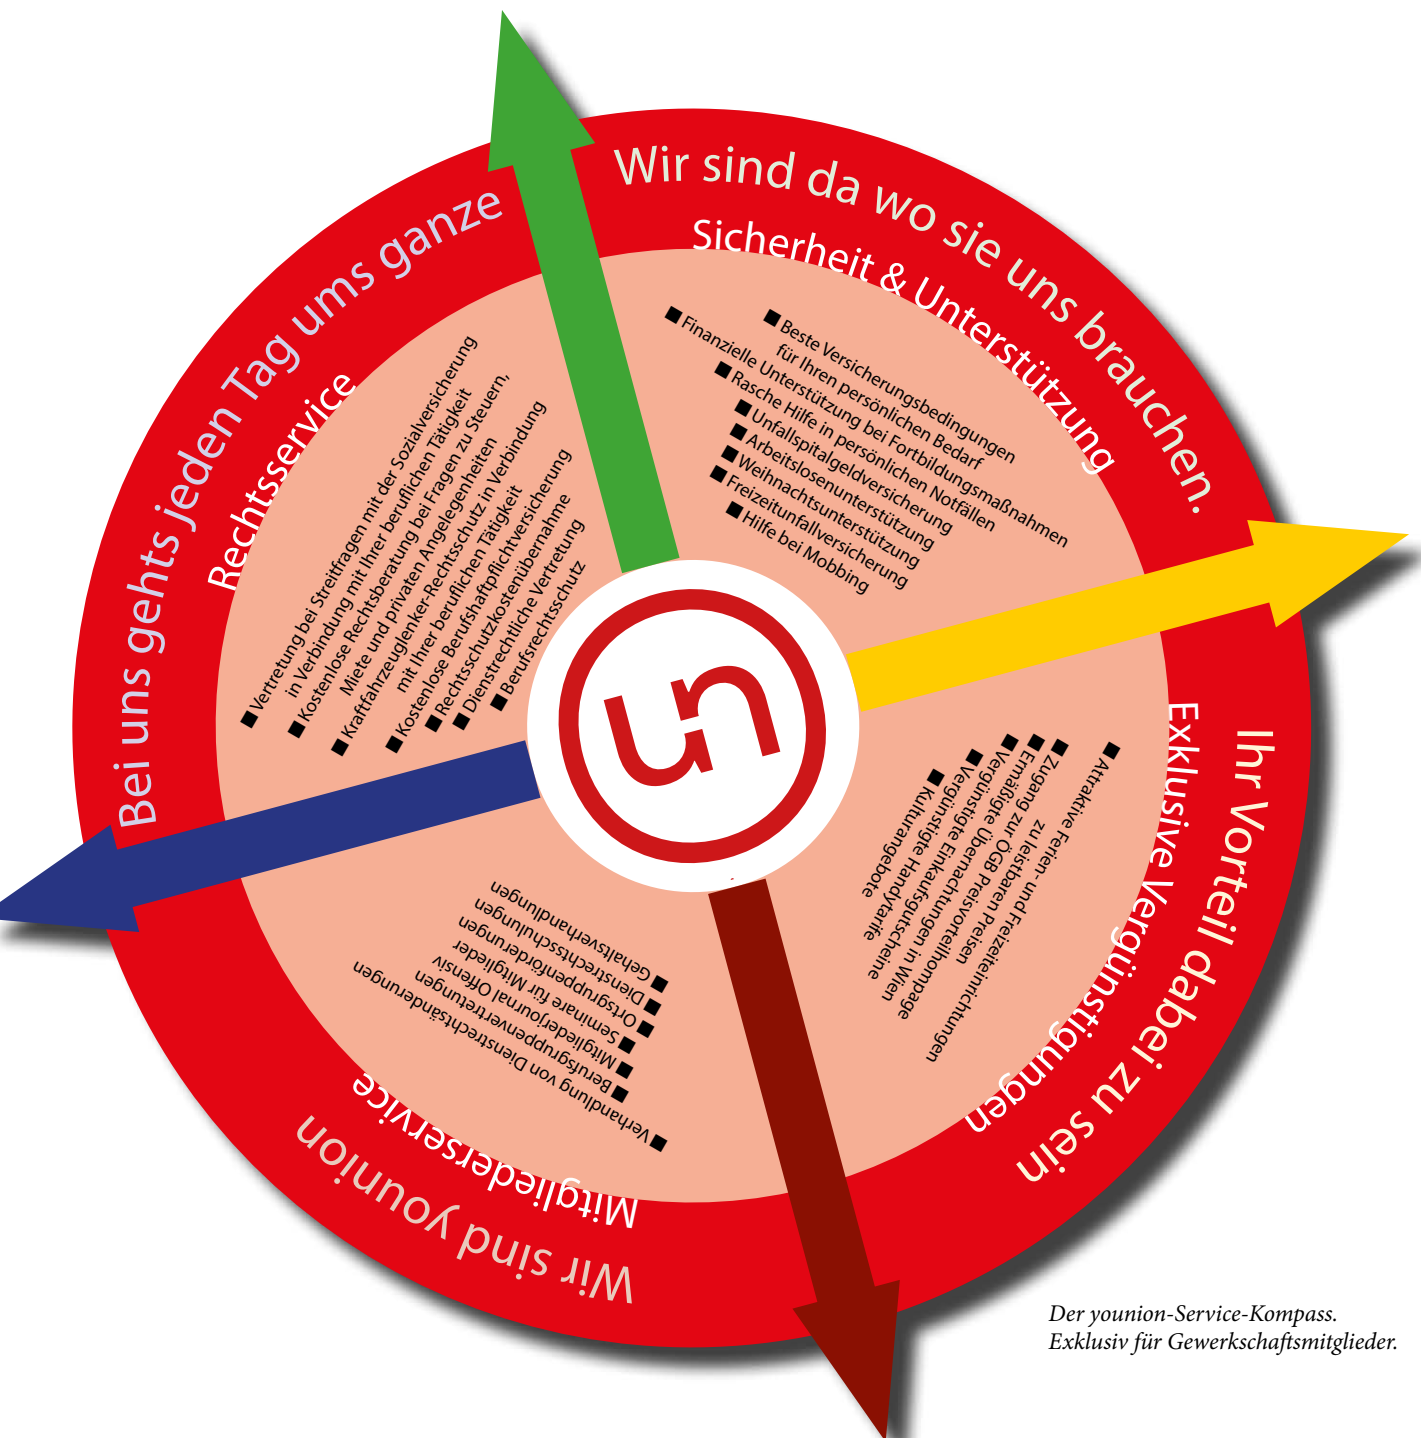 Wir sind da wo sie uns brauchen.
Sicherheit & Unterstützung
■ Beste Versicherungsbedingungen
für Ihren persönlichen Bedarf
■ Finanzielle Unterstützung bei Fortbildungsmaßnahmen
■ Rasche Hilfe in persönlichen Notfällen
■ Unfallspitalgeldversicherung
■ Arbeitslosenunterstützung
■ Weihnachtsunterstützung
■ Freizeitunfallversicherung
■ Hilfe bei Mobbing
Ihr Vorteil dabei zu sein
Exklusive Vergünstigungen
■ Attraktive Ferien- und Freizeiteinrichtungen
zu leistbaren Preisen
■ Zugang zur ÖGB Preisvorteilhompage
■ Ermäßigte Übernachtungen in Wien
■ Vergünstigte Einkaufsgutscheine
■ Vergünstigte Handytarife
■ Kulturangebote
Wir sind younion
Mitgliederservice
■ Verhandlung von Dienstrechtsänderungen
■ Berufsgruppenvertretungen
■ Mitgliederjournal Offensiv
■ Seminare für Mitglieder
■ Ortsgruppenförderungen
■ Dienstrechtsschulungen
■ Gehaltsverhandlungen
Bei uns gehts jeden Tag ums ganze
Rechtsservice
■ Vertretung bei Streitfragen mit der Sozialversicherung
in Verbindung mit Ihrer beruflichen Tätigkeit
■ Kostenlose Rechtsberatung bei Fragen zu Steuern,
Miete und privaten Angelegenheiten
■ Kraftfahrzeuglenker-Rechtsschutz in Verbindung
mit Ihrer beruflichen Tätigkeit
■ Kostenlose Berufshaftpflichtversicherung
■ Rechtsschutzkostenübernahme
■ Dienstrechtliche Vertretung
■ Berufsrechtsschutz
un
Der younion-Service-Kompass.
Exklusiv für Gewerkschaftsmitglieder.